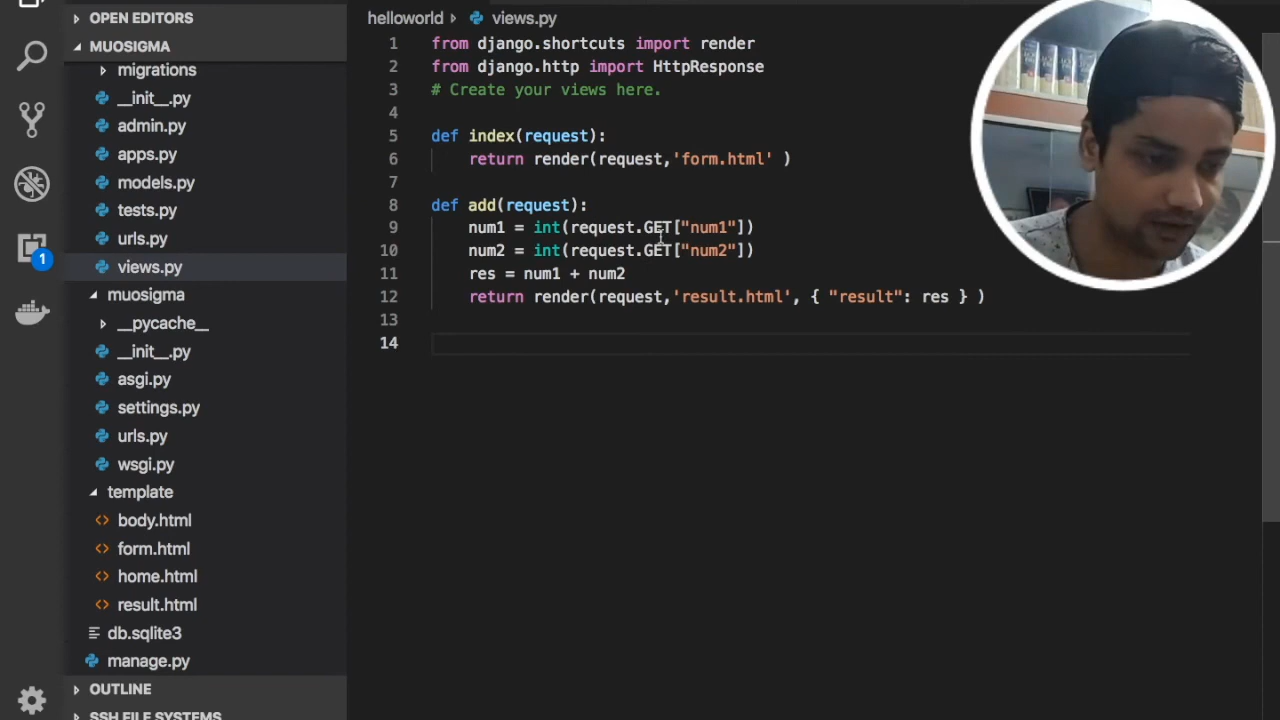 OPEN EDITORS
MUOSIGMA
migrations
__init__.py
admin.py
apps.py
models.py
tests.py
urls.py
views.py
muosigma
__pycache__
__init__.py
asgi.py
settings.py
urls.py
wsgi.py
template
body.html
form.html
home.html
result.html
db.sqlite3
manage.py
OUTLINE
SSH FILE SYSTEMS
1
helloworld views.py
1 from django.shortcuts import render
2 from django.http import HttpResponse
3 # Create your views here.
4
5 def index(request):
6 return render(request,'form.html' )
7
8 def add(request):
9 num1 = int(request.GET["num1"])
10 num2 = int(request.GET["num2"])
11 res = num1 + num2
12 return render(request,'result.html', { "result": res } )
13
14